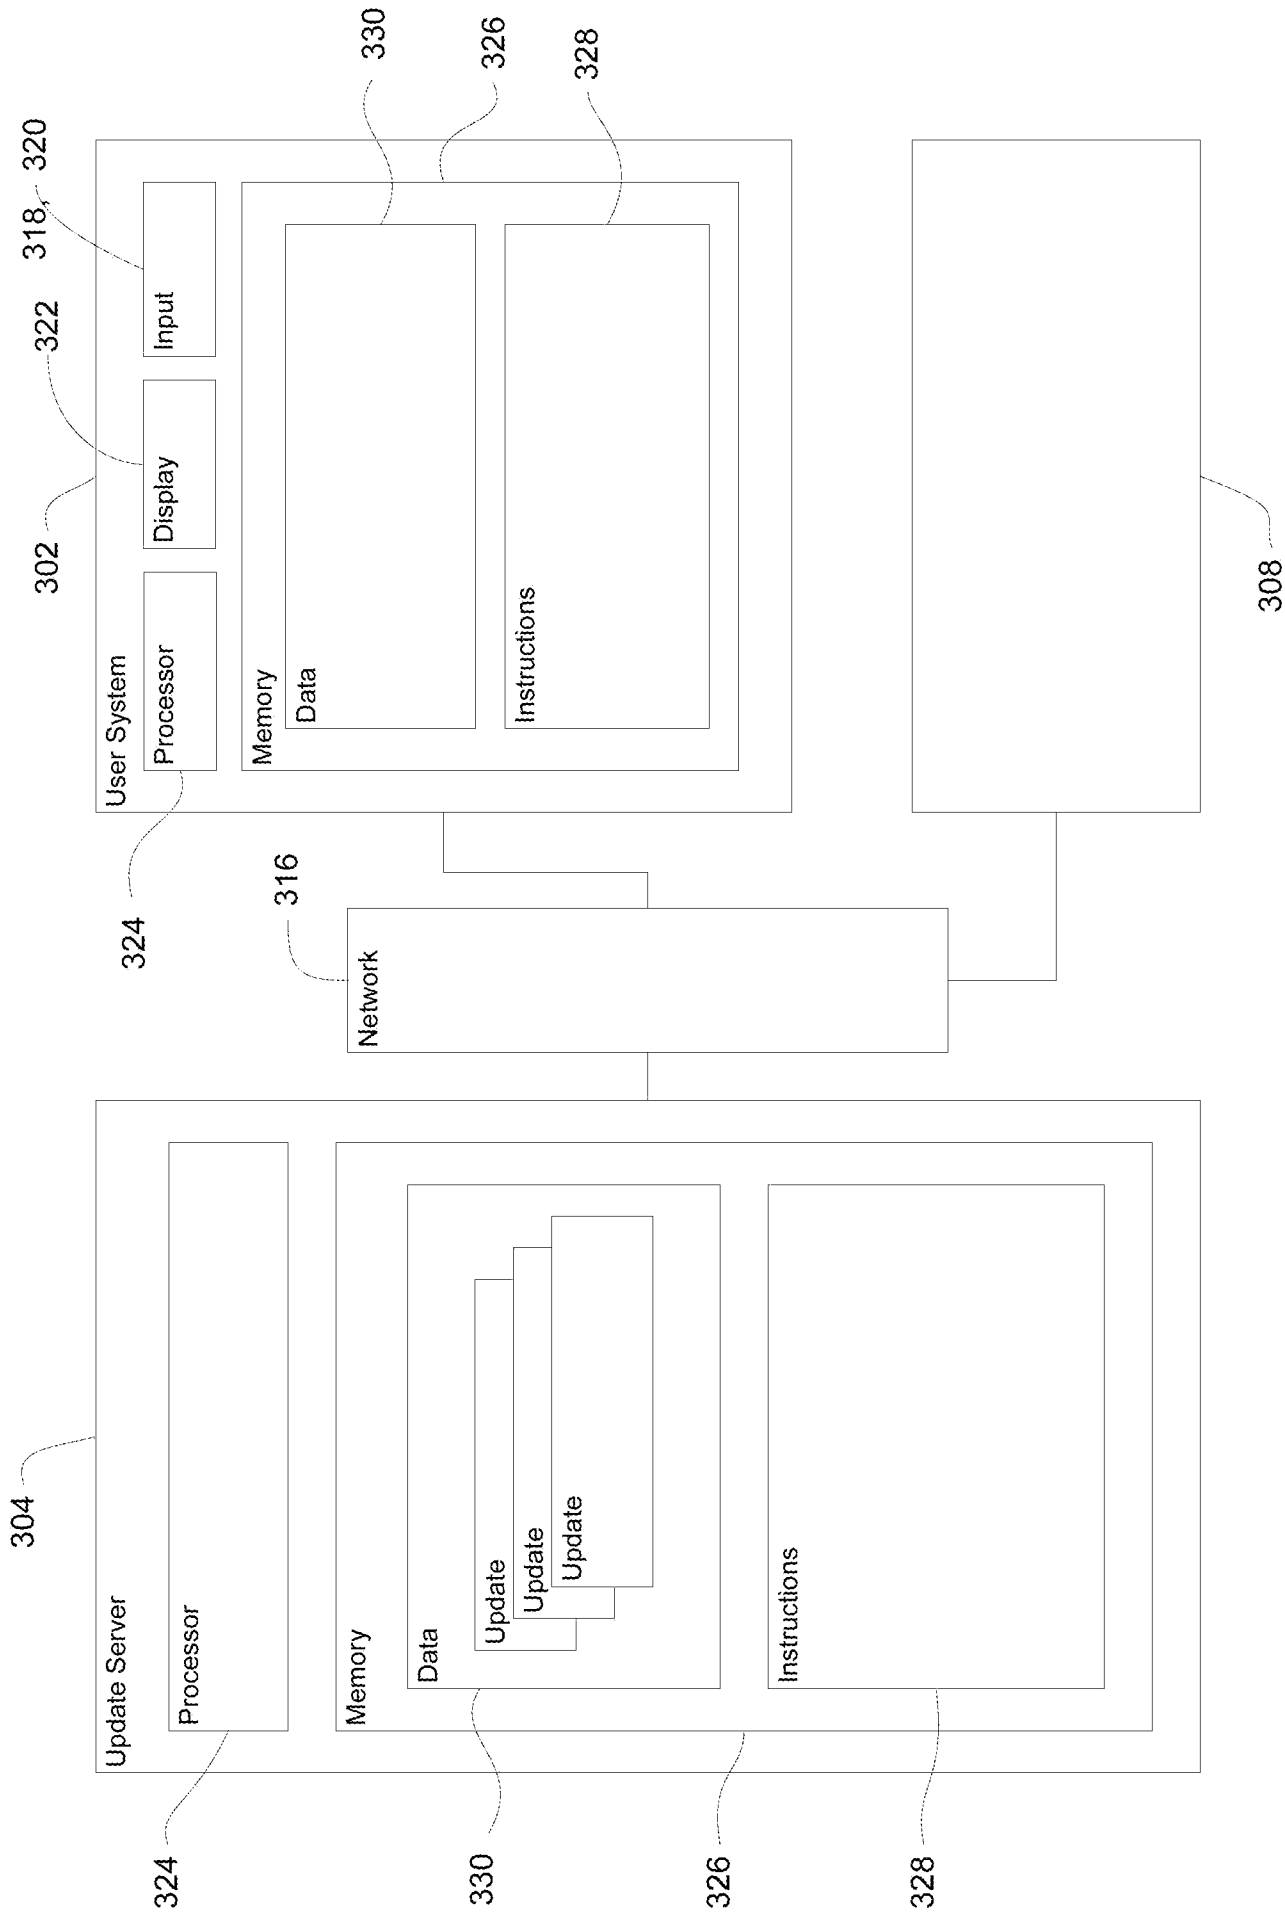 304
Update Server
324
Processor
Memory
330
Data
Update
Update
Update
326
328
Instructions
316
Network
302
322
318, 320
User System
324
Processor
Display
Input
Memory
330
Data
326
Instructions
328
308